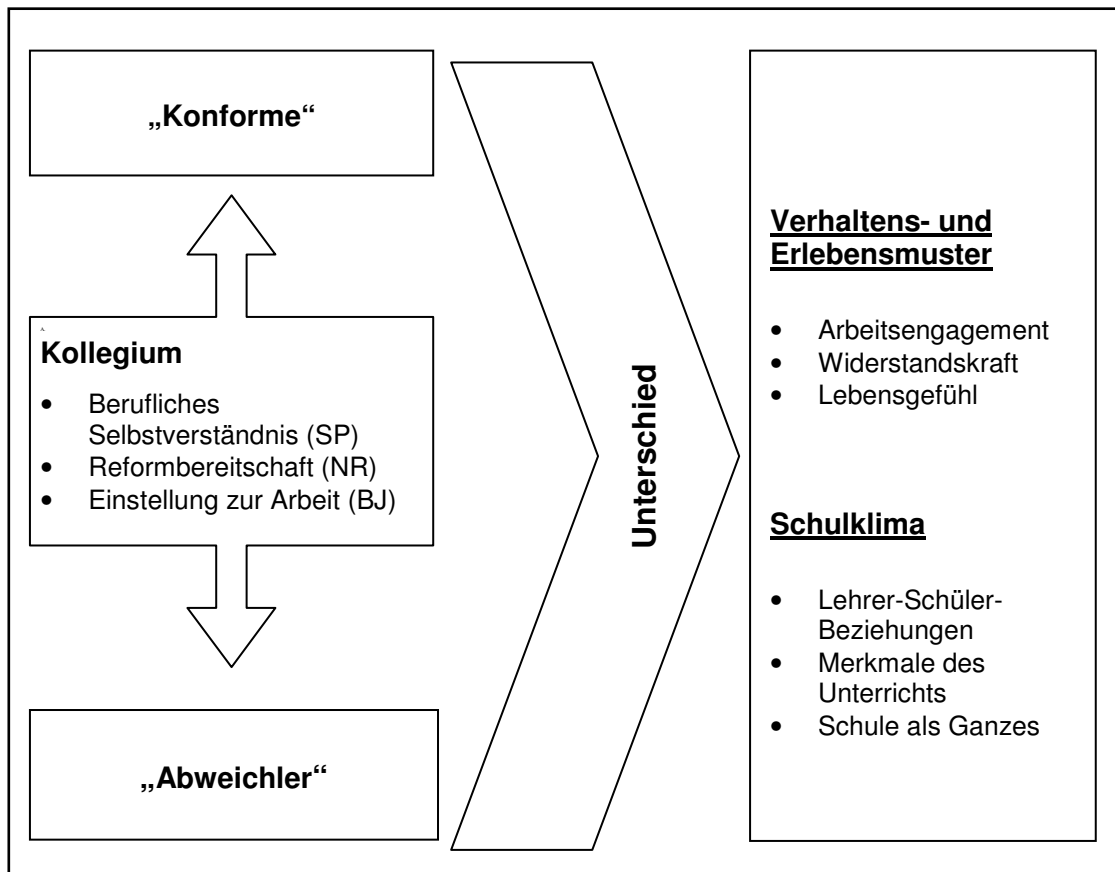 „Konforme“
Kollegium
• Berufliches
Selbstverständnis (SP)
• Reformbereitschaft (NR)
• Einstellung zur Arbeit (BJ)
„Abweichler“
Unterschied
Verhaltens- und
Erlebensmuster
• Arbeitsengagement
• Widerstandskraft
• Lebensgefühl
Schulklima
• Lehrer-Schüler-
Beziehungen
• Merkmale des
Unterrichts
• Schule als Ganzes